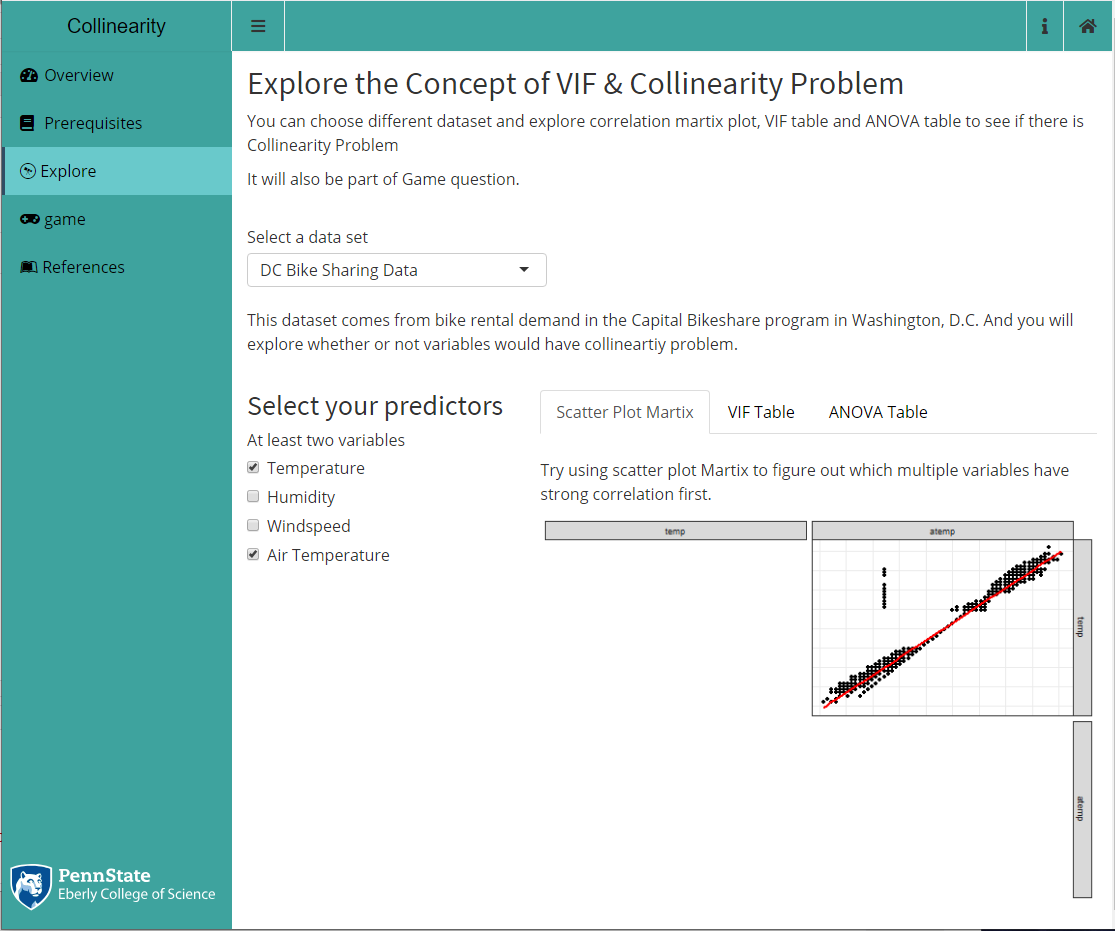 Collinearity
Overview
Prerequisites
Explore
game
References
Explore the Concept of VIF & Collinearity Problem
You can choose different dataset and explore correlation martix plot, VIF table and ANOVA table to see if there is
Collinearity Problem
It will also be part of Game question.
Select a data set
DC Bike Sharing Data
This dataset comes from bike rental demand in the Capital Bikeshare program in Washington, D.C. And you will
explore whether or not variables would have collineartiy problem.
Select your predictors
At least two variables
Temperature
Humidity
Windspeed
Air Temperature
Scatter Plot Martix VIF Table ANOVA Table
Try using scatter plot Martix to figure out which multiple variables have
strong correlation first.
temp atemp
temp
atemp
PennState
Eberly College of Science